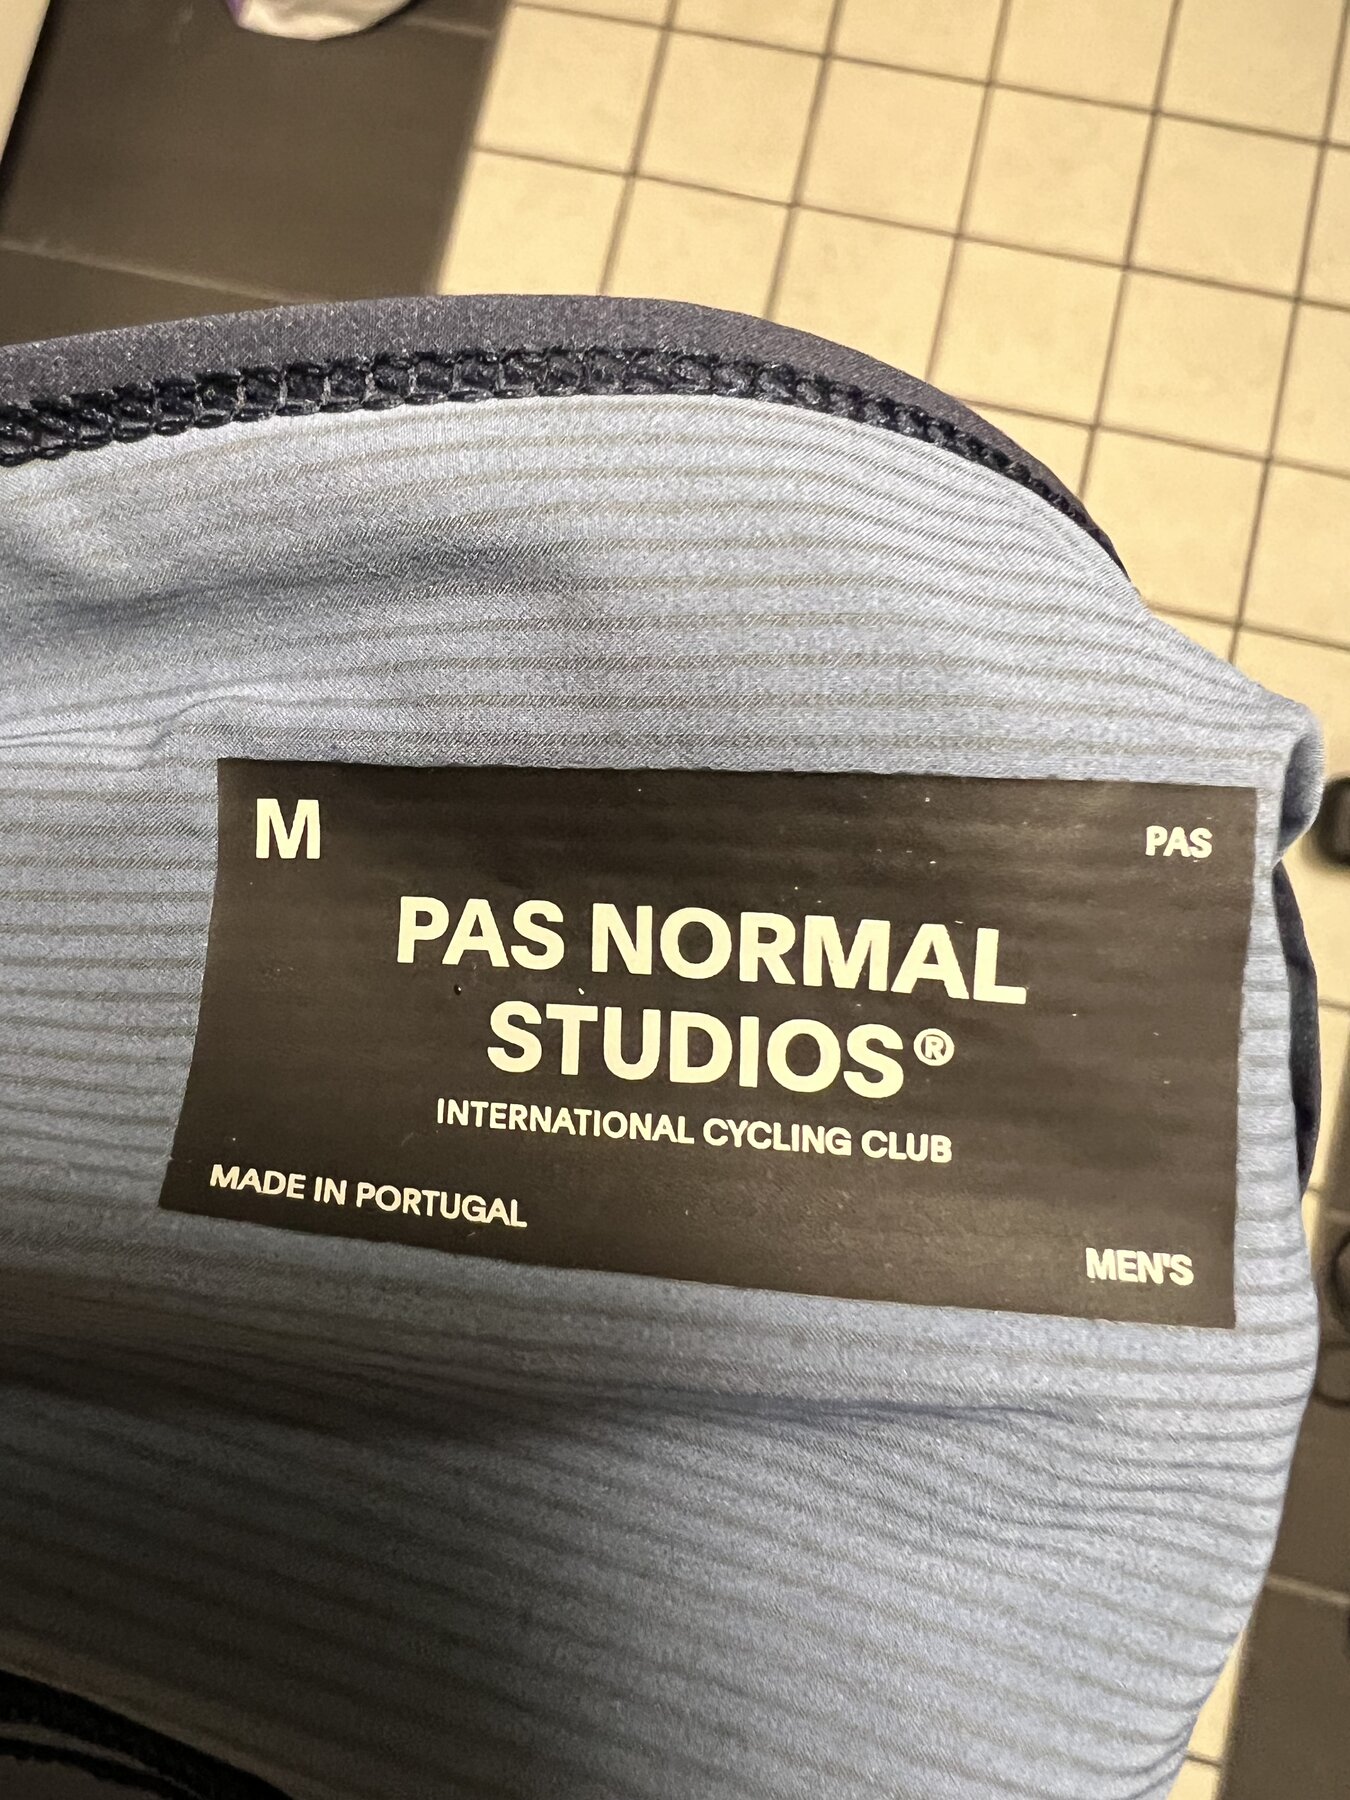 M
PAS
PAS NORMAL
STUDIOS®
INTERNATIONAL CYCLING CLUB
MADE IN PORTUGAL
MEN'S